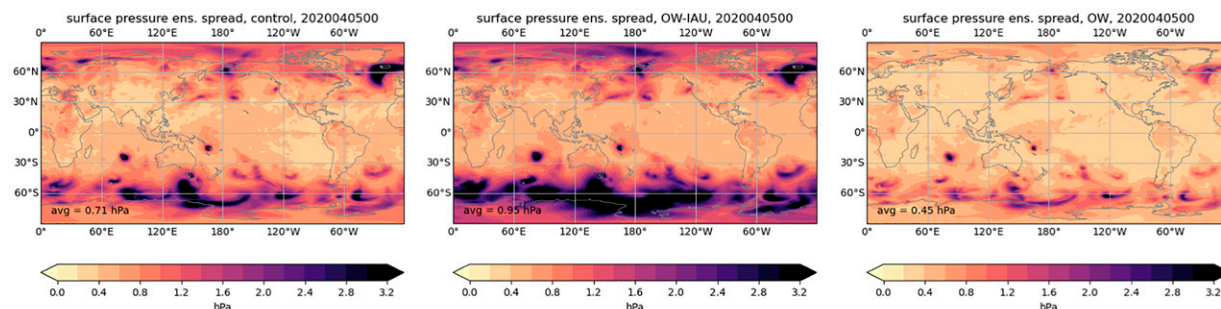 surface pressure ens. spread, control, 2020040500
0° 60°E 120°E 180° 120°W 60°W
60°N
30°N
0°
30°S
60°S
avg = 0.71 hPa
0° 60°E 120°E 180° 120°W 60°W
0.0 0.4 0.8 1.2 1.6 2.0 2.4 2.8 3.2
hPa
surface pressure ens. spread, OW-IAU, 2020040500
0° 60°E 120°E 180° 120°W 60°W
60°N
30°N
0°
30°S
60°S
avg = 0.95 hPa
0° 60°E 120°E 180° 120°W 60°W
0.0 0.4 0.8 1.2 1.6 2.0 2.4 2.8 3.2
hPa
surface pressure ens. spread, OW, 2020040500
0° 60°E 120°E 180° 120°W 60°W
60°N
30°N
0°
30°S
60°S
avg = 0.45 hPa
0° 60°E 120°E 180° 120°W 60°W
0.0 0.4 0.8 1.2 1.6 2.0 2.4 2.8 3.2
hPa